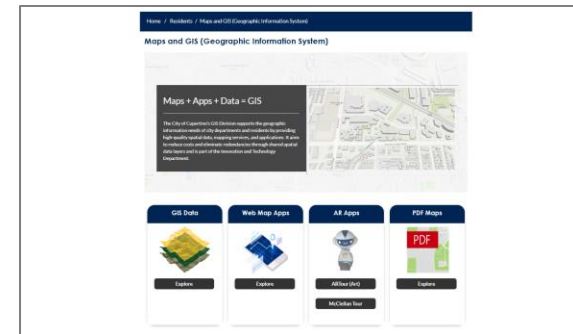 Home / Residents / Maps and GIS (Geographic Information System)
Maps and GIS (Geographic Information System)
Maps + Apps + Data = GIS
The City of Cupertino's GIS Division supports the geographic
information needs of city departments and residents by providing
high-quality spatial data, mapping services, and applications. It aims
to reduce costs and eliminate redundancies through shared spatial
data layers and is part of the Innovation and Technology
Department.
GIS Data
Web Map Apps
AR Apps
PDF Maps
PDF
Explore
Explore
ARTour (Art)
Explore
McClellan Tour